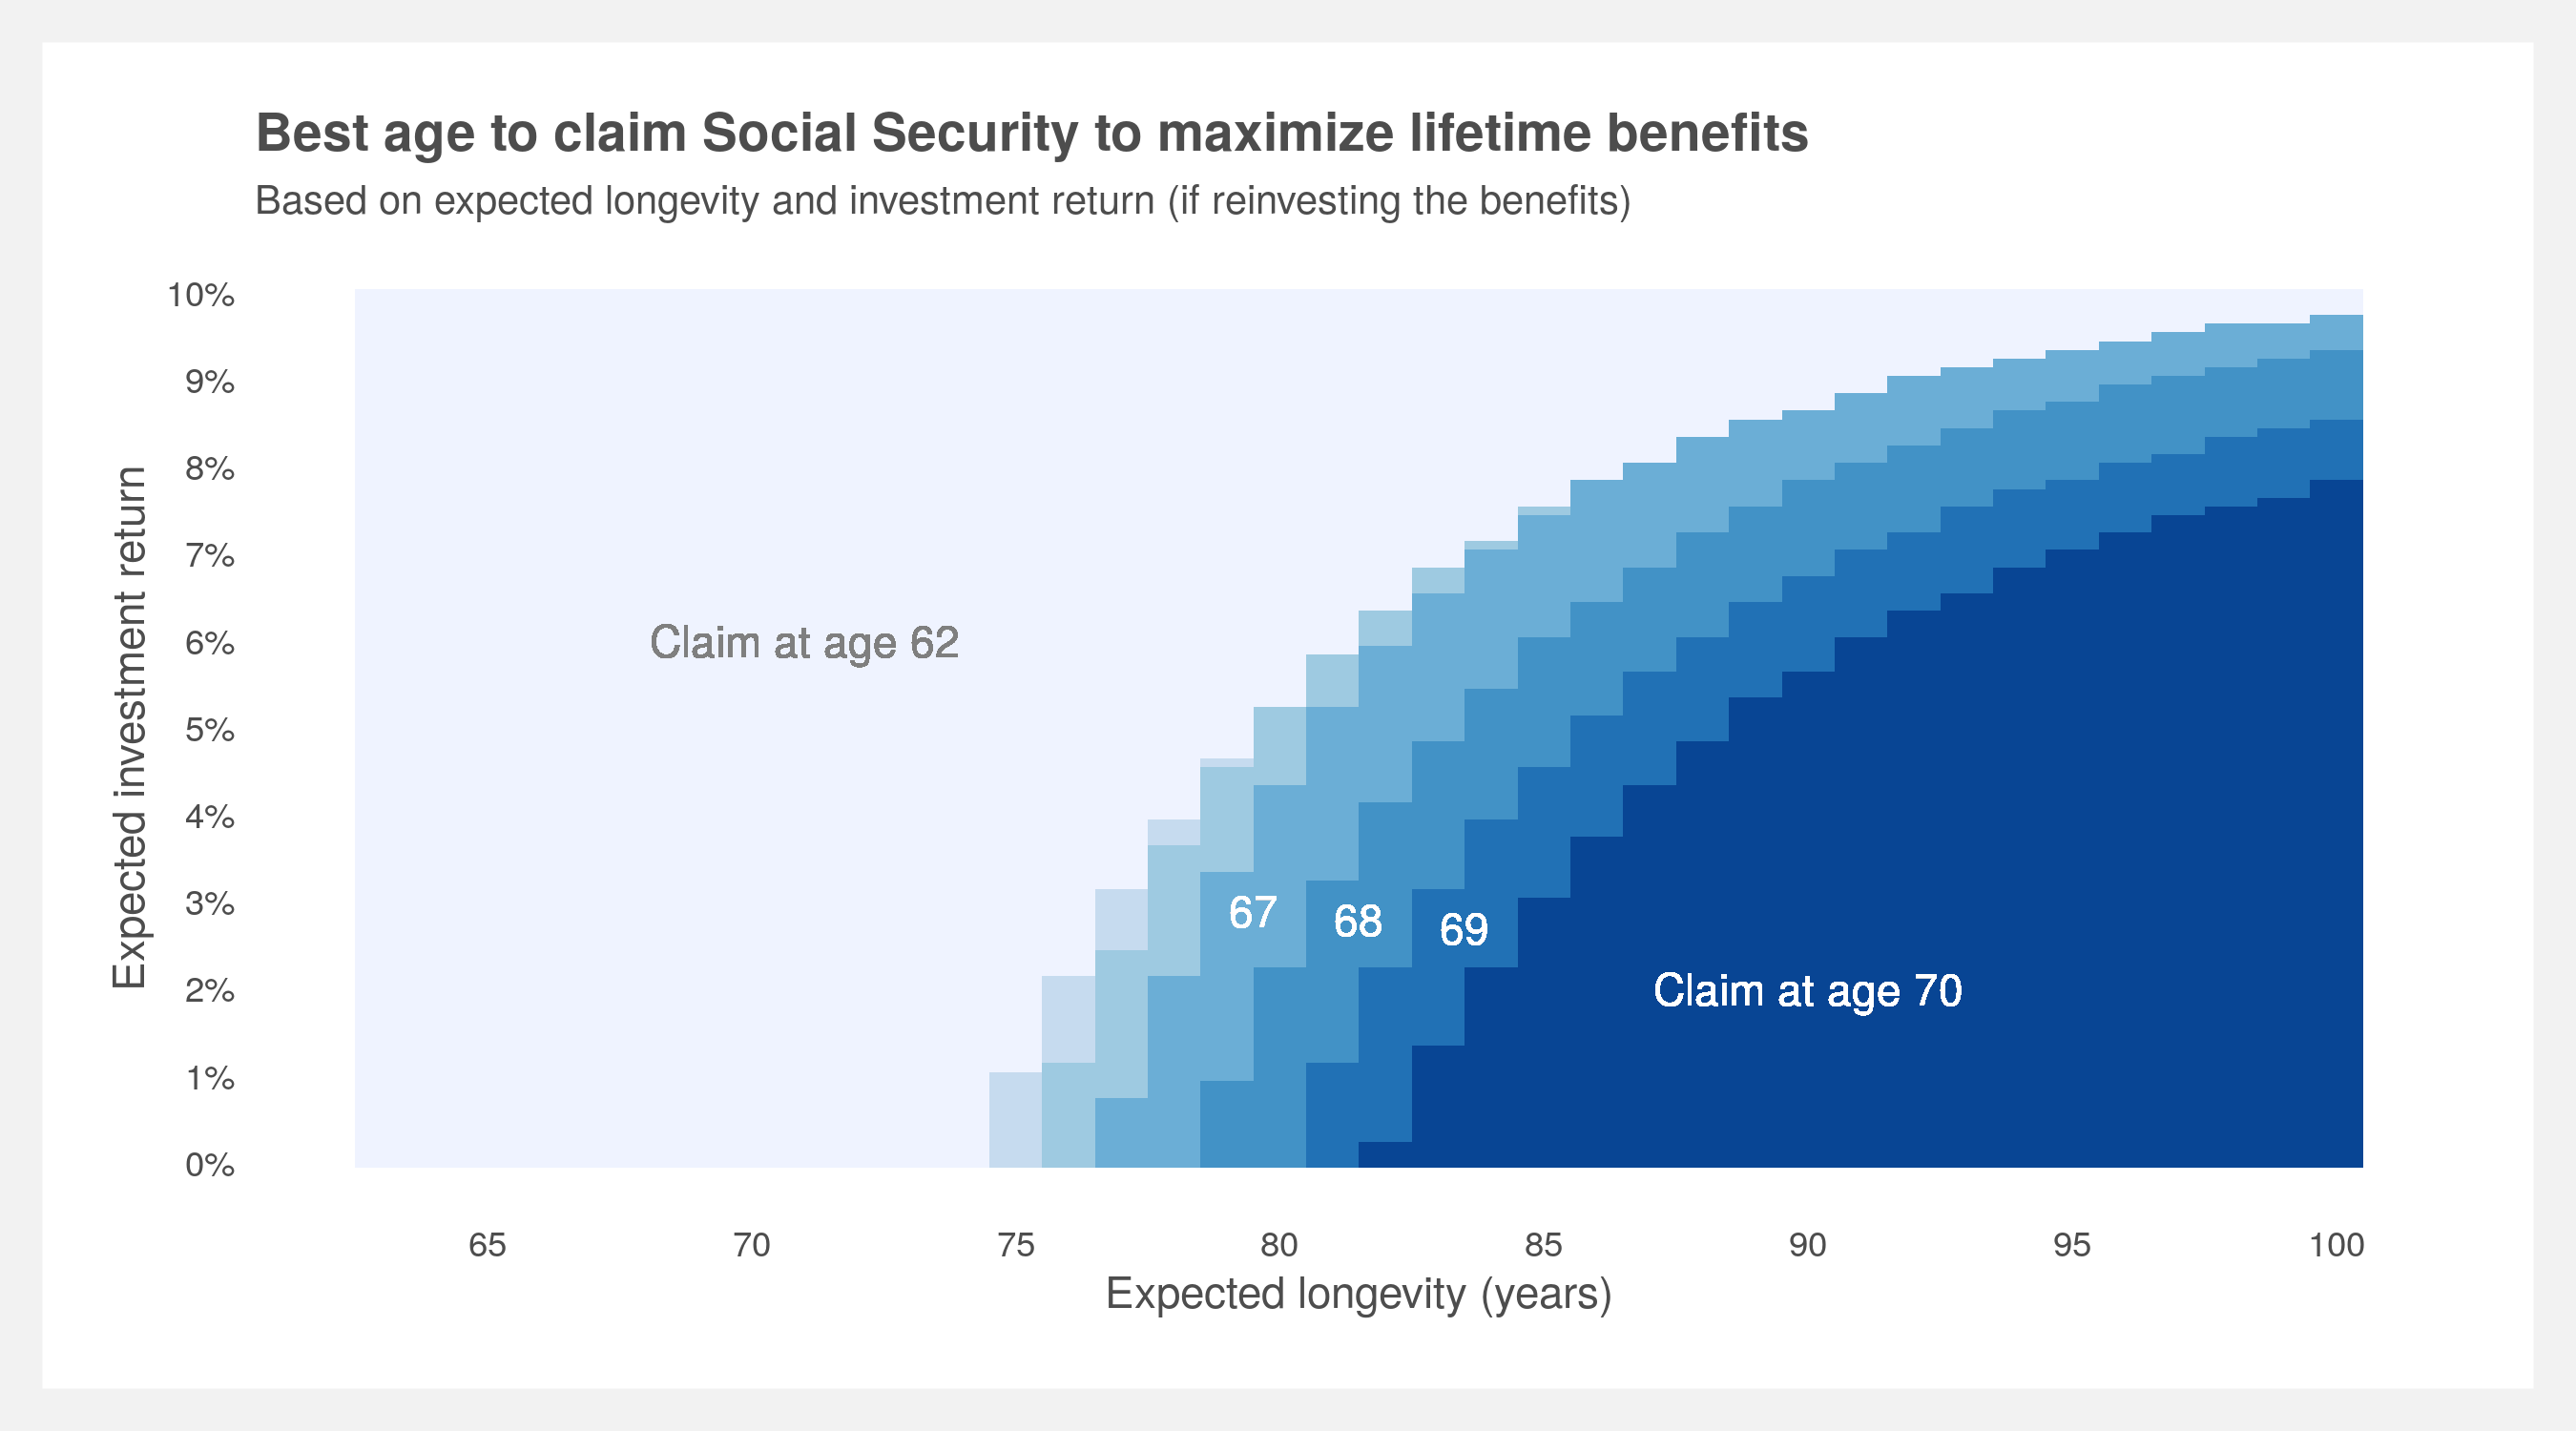 Best age to claim Social Security to maximize lifetime benefits
Based on expected longevity and investment return (if reinvesting the benefits)
10%
9%
8%
7%
6%
5%
4%
3%
2%
1%
0%
Expected investment return
Claim at age 62
67
68
69
Claim at age 70
65 70 75 80 85 90 95 100
Expected longevity (years)